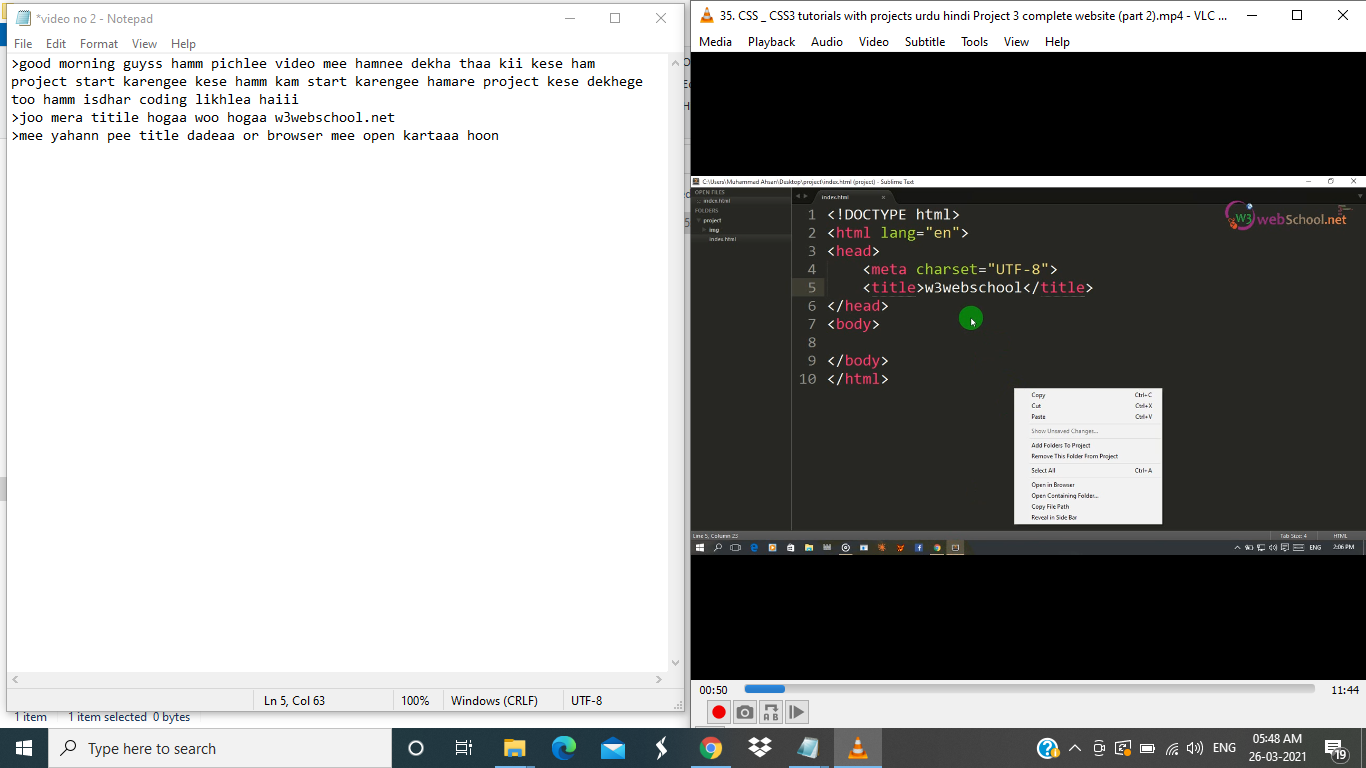 *video no 2 - Notepad
File Edit Format View Help
>good morning guyss hamm pichlee video mee hamnee dekha thaa kii kese ham
project start karengee kese hamm kam start karengee hamare project kese dekhege
too hamm isdhar coding likhlea haiii
>joo mera titile hogaa woo hogaa w3webschool.net
>mee yahann pee title dadeaa or browser mee open kartaaa hoon
Ln 5, Col 63 100% Windows (CRLF) UTF-8
1 item 1 item selected 0 bytes
35. CSS _ CSS3 tutorials with projects urdu hindi Project 3 complete website (part 2).mp4 - VLC ...
Media Playback Audio Video Subtitle Tools View Help
C:\Users\Muhammad Ahsan\Desktop\project\index.html (project) - Sublime Text
OPEN FILES
index.html
FOLDERS
project
img
index.html
index.html
W3 webSchool.net
1 <!DOCTYPE html>
2 <html lang="en">
3 <head>
4 <meta charset="UTF-8">
5 <title>w3webschool</title>
6 </head>
7 <body>
8
9 </body>
10 </html>
Copy Ctrl+C
Cut Ctrl+X
Paste Ctrl+V
Show Unsaved Changes...
Add Folders To Project
Remove This Folder From Project
Select All Ctrl+A
Open in Browser
Open Containing Folder...
Copy File Path
Reveal in Side Bar
Line 5, Column 23 Tab Size: 4 HTML
ENG 2:06 PM
00:50 11:44
A B
Type here to search
ENG 05:48 AM
26-03-2021
19